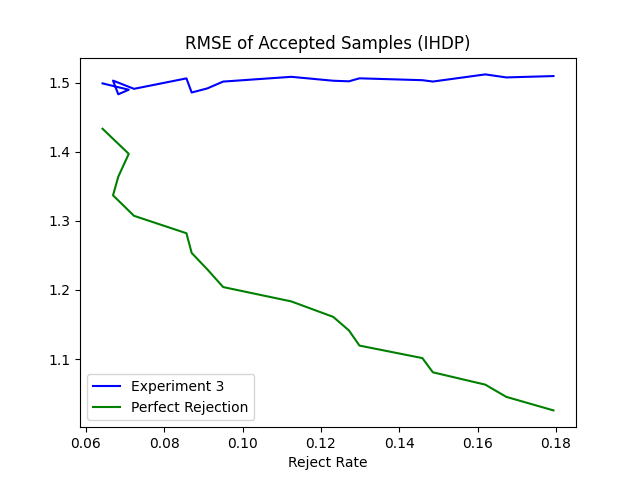 RMSE of Accepted Samples (IHDP)
1.5
1.4
1.3
1.2
1.1
Experiment 3
Perfect Rejection
0.06 0.08 0.10 0.12 0.14 0.16 0.18
Reject Rate